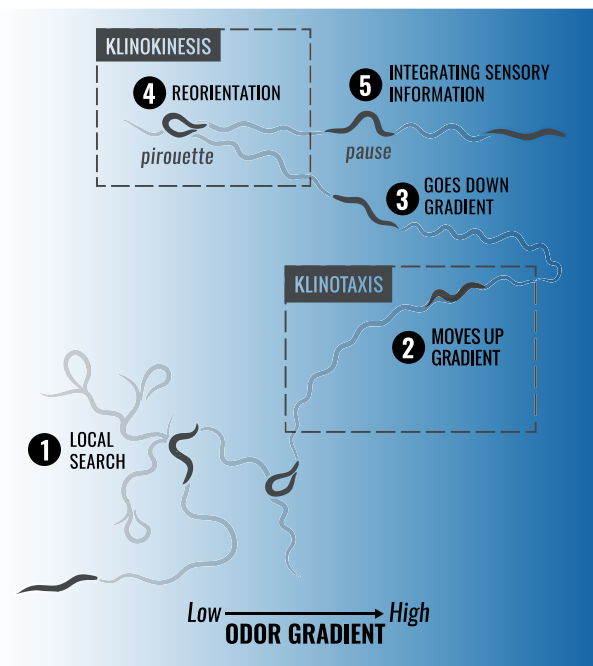 KLINOKINESIS
4 REORIENTATION
pirouette
5 INTEGRATING SENSORY
INFORMATION
pause
3 GOES DOWN
GRADIENT
KLINOTAXIS
2 MOVES UP
GRADIENT
1 LOCAL
SEARCH
Low High
ODOR GRADIENT